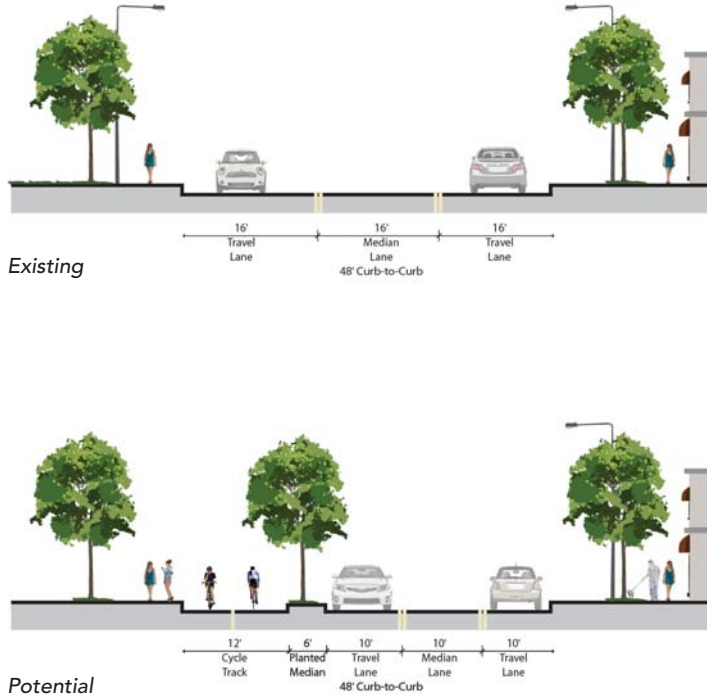 16' 16' 16'
Travel Median Travel
Lane Lane Lane
48' Curb-to-Curb
Existing
12' 6' 10' 10' 10'
Cycle Planted Travel Median Travel
Track Median Lane Lane Lane
48' Curb-to-Curb
Potential